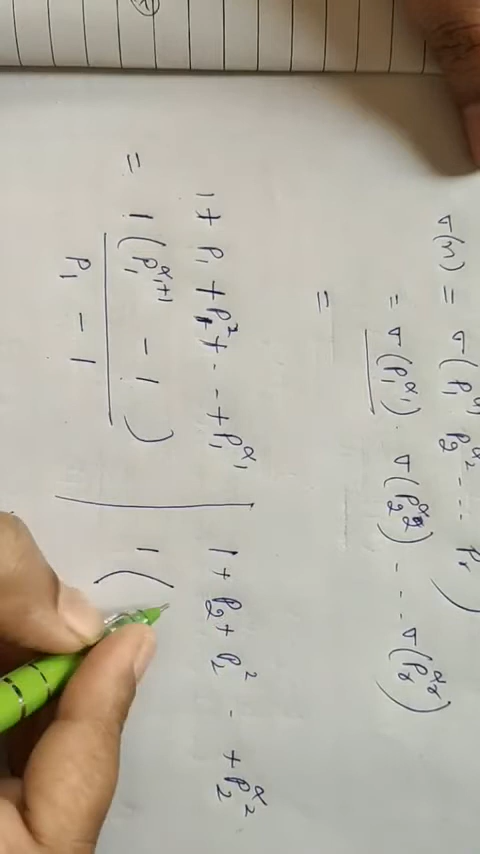 σ(n) = σ(p₁^α₁ p₂^α₂ - - - pᵣ )
= σ(p₁^α₁) . σ(p₂^α₂) - - - σ(pᵣ^αᵣ)
=
1 + p₁ + p₁² + - - + p₁^α₁ | 1 + p₂ + p₂² - - + p₂^α₂
= 1 (p₁^α₁+1 - 1) | 1 (
p₁ - 1